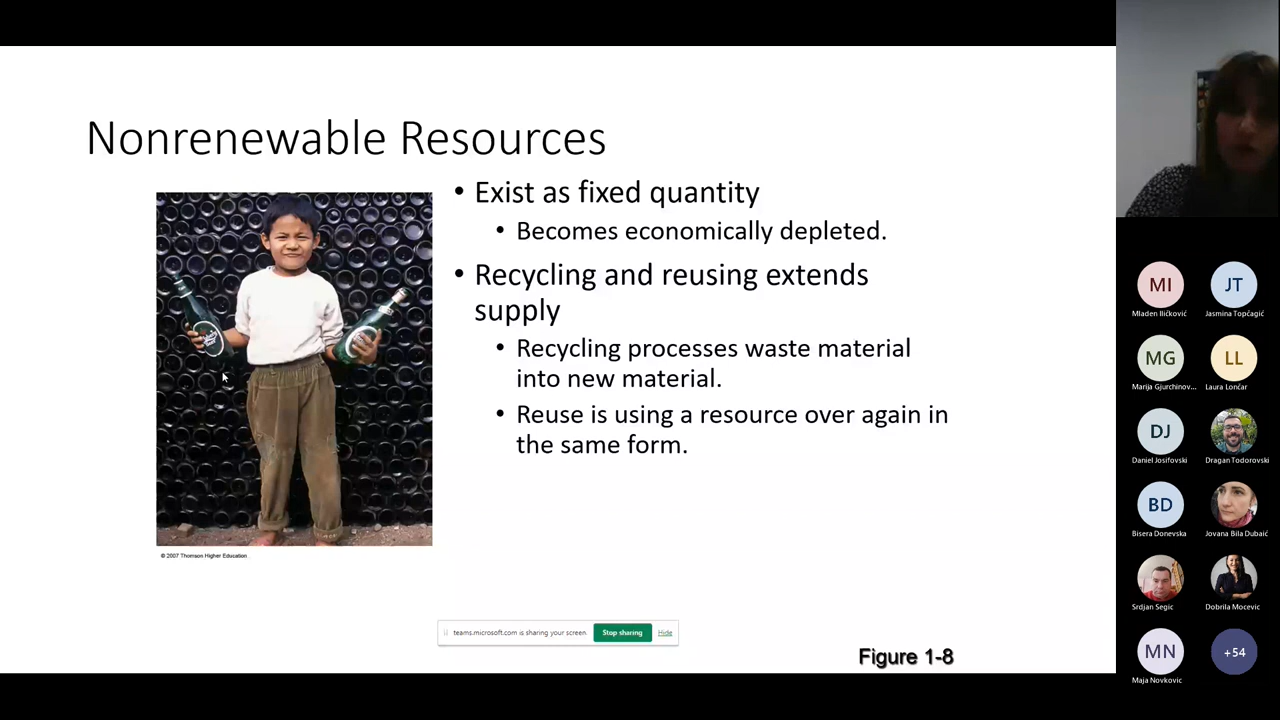 Nonrenewable Resources
• Exist as fixed quantity
• Becomes economically depleted.
• Recycling and reusing extends
supply
• Recycling processes waste material
into new material.
• Reuse is using a resource over again in
the same form.
© 2007 Thomson Higher Education
teams.microsoft.com is sharing your screen.
Stop sharing
Hide
Figure 1-8
MI
JT
Mladen Iličković
Jasmina Topčagić
MG
LL
Marija Gjurchinov...
Laura Lončar
DJ
Daniel Josifovski
Dragan Todorovski
BD
Bisera Donevska
Jovana Bila Dubaić
Srdjan Segic
Dobrila Mocevic
MN
+54
Maja Novkovic